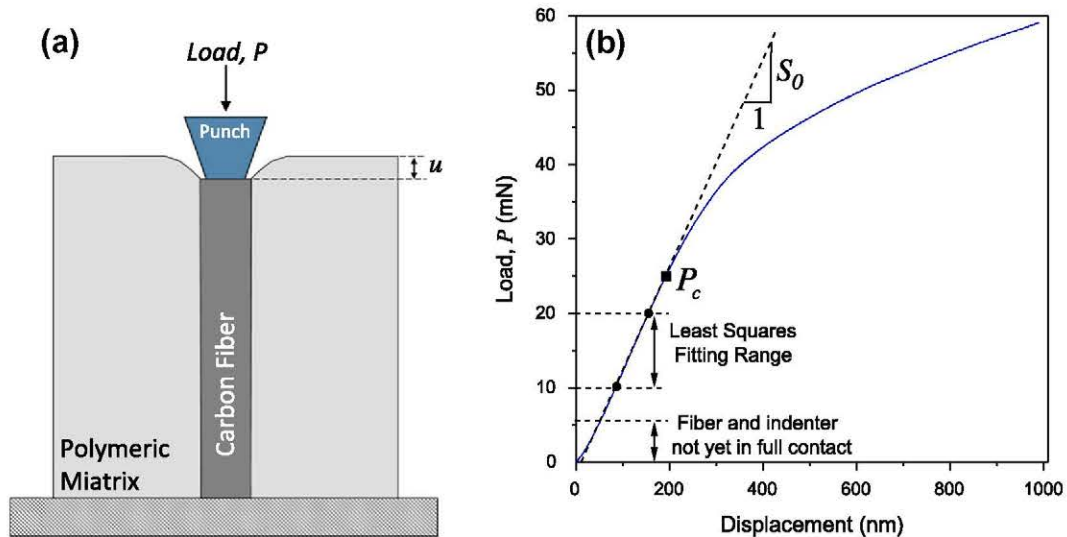 (a)
Load, P
Punch
u
Carbon Fiber
Polymeric
Miatrix
(b)
60
50
40
30
20
10
0
Load, P (mN)
S0
1
Pc
Least Squares
Fitting Range
Fiber and indenter
not yet in full contact
0
200
400
600
800
1000
Displacement (nm)